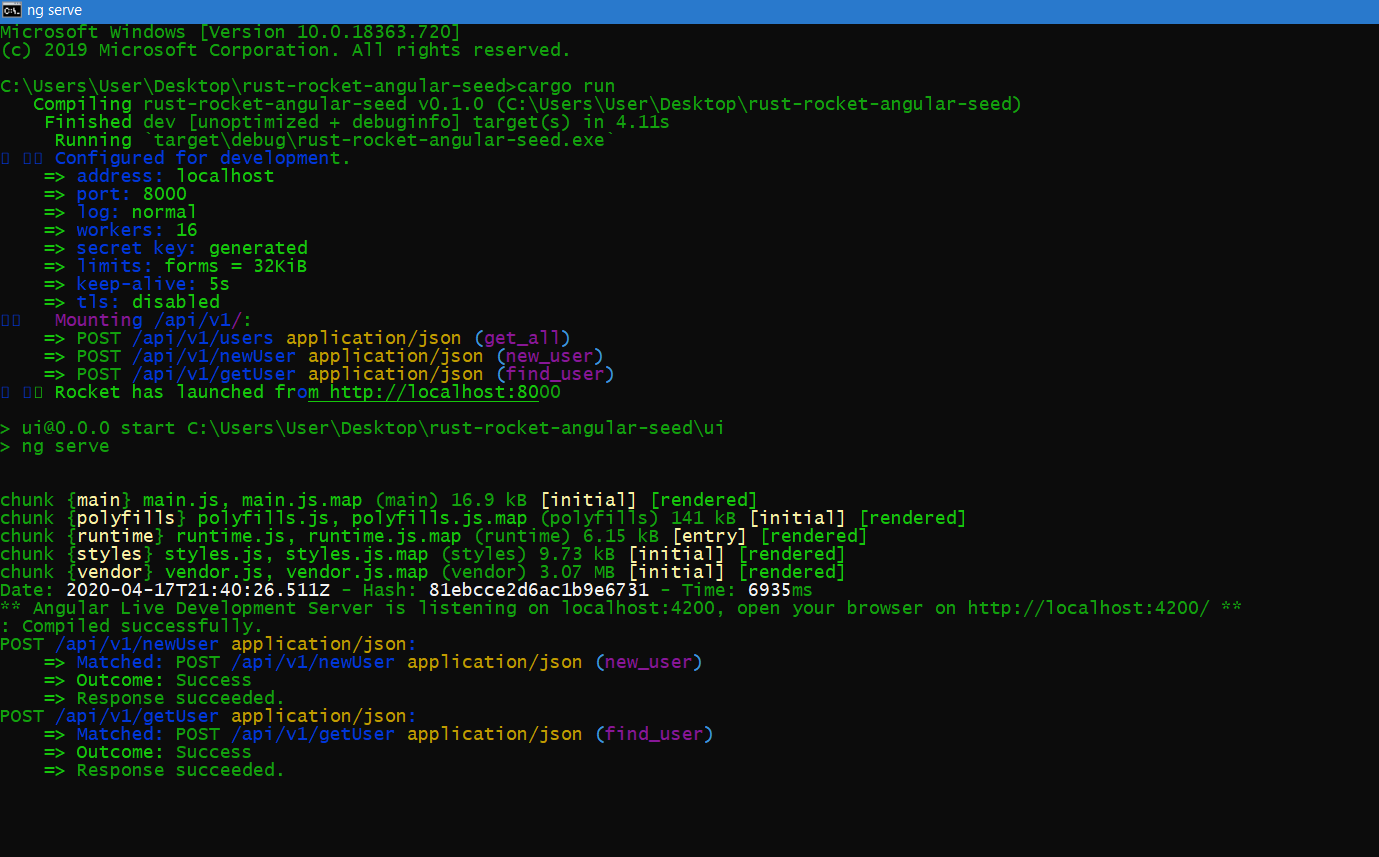 ng serve
Microsoft Windows [Version 10.0.18363.720]
(c) 2019 Microsoft Corporation. All rights reserved.
C:\Users\User\Desktop\rust-rocket-angular-seed>cargo run
Compiling rust-rocket-angular-seed v0.1.0 (C:\Users\User\Desktop\rust-rocket-angular-seed)
Finished dev [unoptimized + debuginfo] target(s) in 4.11s
Running `target\debug\rust-rocket-angular-seed.exe`
Configured for development.
=> address: localhost
=> port: 8000
=> log: normal
=> workers: 16
=> secret key: generated
=> limits: forms = 32KiB
=> keep-alive: 5s
=> tls: disabled
Mounting /api/v1/:
=> POST /api/v1/users application/json (get_all)
=> POST /api/v1/newUser application/json (new_user)
=> POST /api/v1/getUser application/json (find_user)
Rocket has launched from http://localhost:8000
> ui@0.0.0 start C:\Users\User\Desktop\rust-rocket-angular-seed\ui
> ng serve
chunk {main} main.js, main.js.map (main) 16.9 kB [initial] [rendered]
chunk {polyfills} polyfills.js, polyfills.js.map (polyfills) 141 kB [initial] [rendered]
chunk {runtime} runtime.js, runtime.js.map (runtime) 6.15 kB [entry] [rendered]
chunk {styles} styles.js, styles.js.map (styles) 9.73 kB [initial] [rendered]
chunk {vendor} vendor.js, vendor.js.map (vendor) 3.07 MB [initial] [rendered]
Date: 2020-04-17T21:40:26.511Z - Hash: 81ebcce2d6ac1b9e6731 - Time: 6935ms
** Angular Live Development Server is listening on localhost:4200, open your browser on http://localhost:4200/ **
: Compiled successfully.
POST /api/v1/newUser application/json:
=> Matched: POST /api/v1/newUser application/json (new_user)
=> Outcome: Success
=> Response succeeded.
POST /api/v1/getUser application/json:
=> Matched: POST /api/v1/getUser application/json (find_user)
=> Outcome: Success
=> Response succeeded.